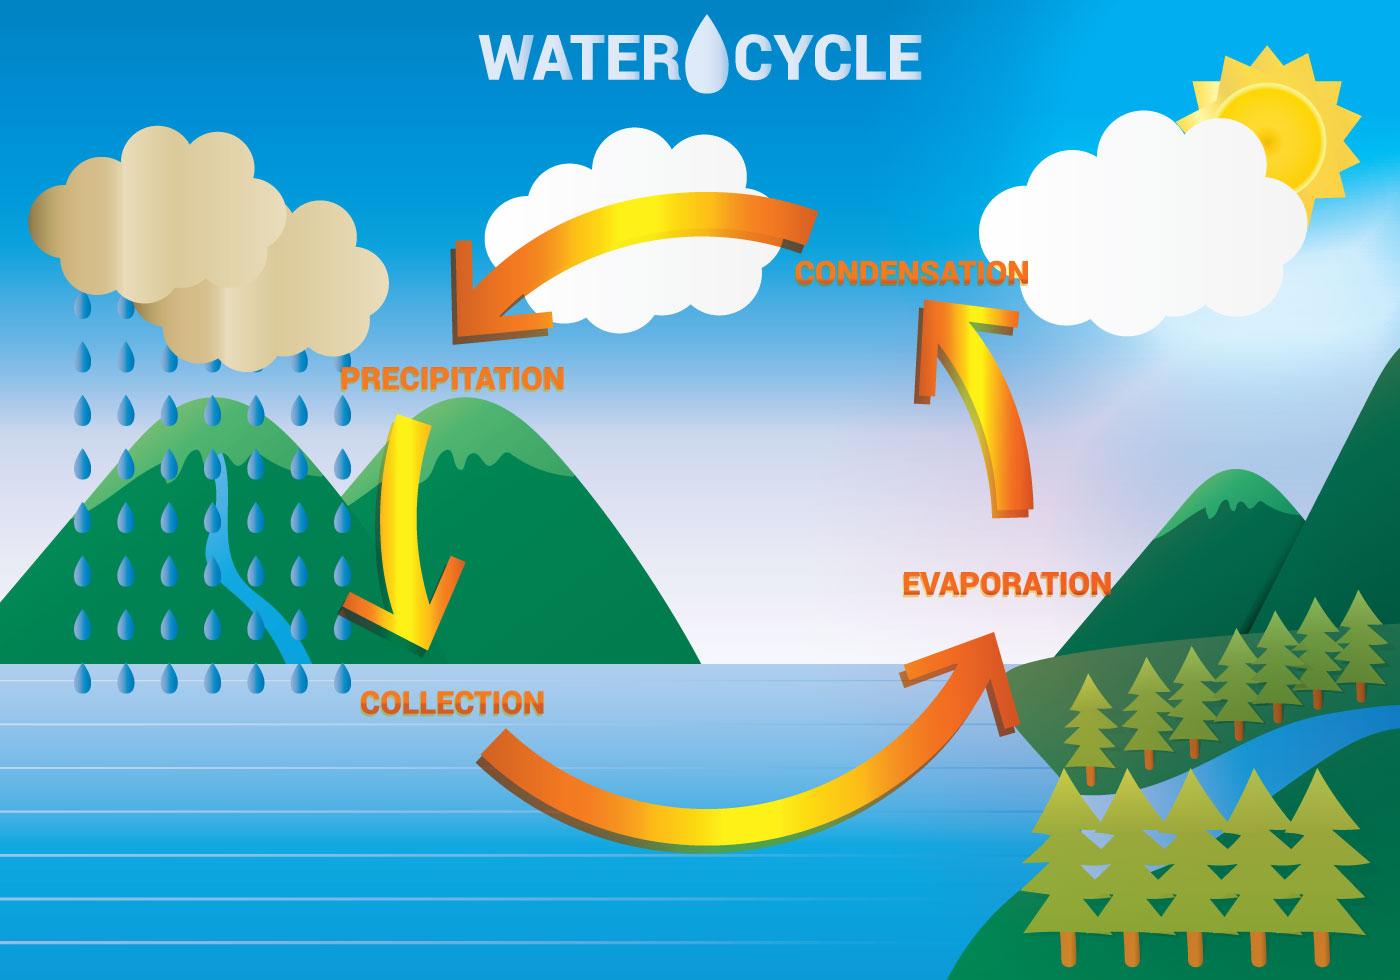 WATER CYCLE
CONDENSATION
PRECIPITATION
EVAPORATION
COLLECTION